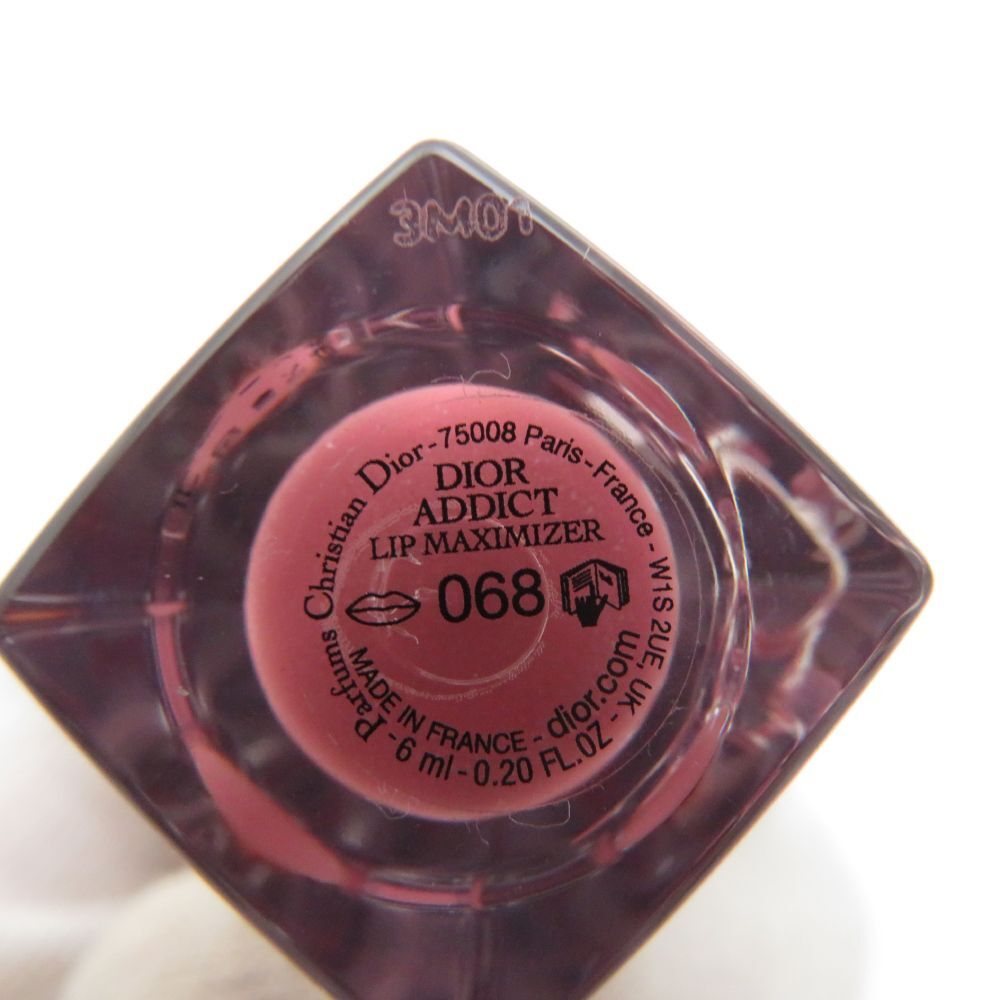 3M01
Parfums Christian Dior - 75008 Paris - France - W1S 2UE, UK -
DIOR
ADDICT
LIP MAXIMIZER
068
MADE IN FRANCE - dior.com
- 6 ml - 0.20 FL.OZ